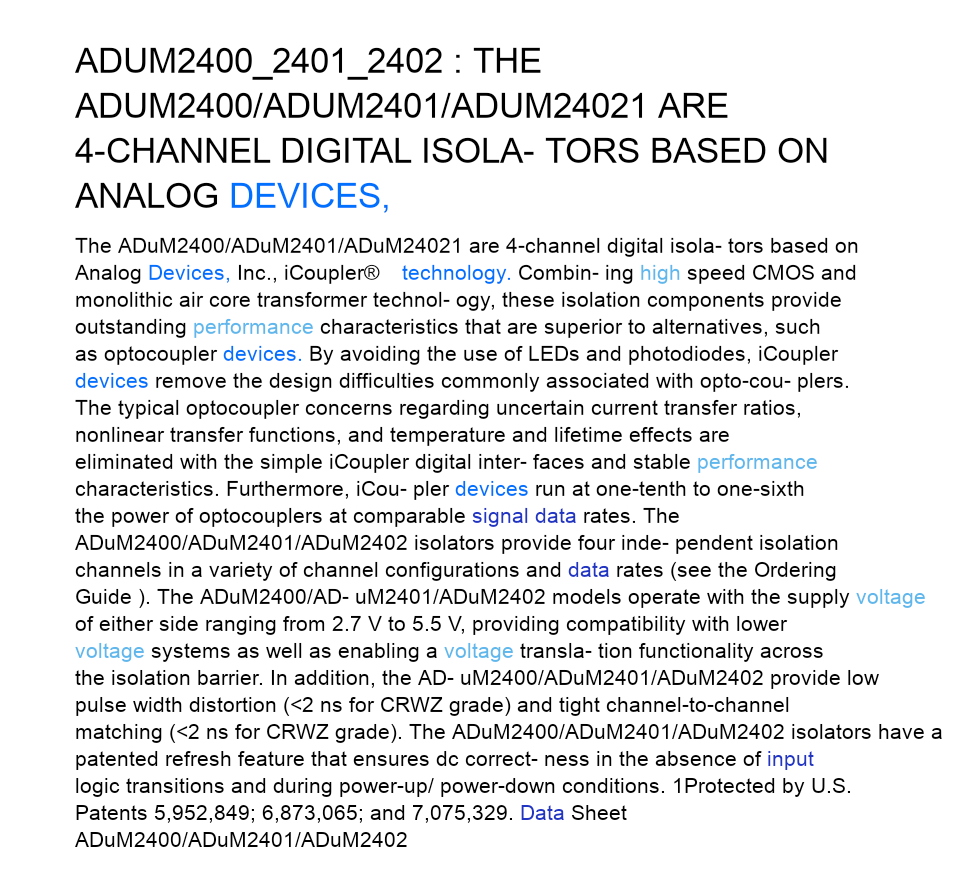 ADUM2400_2401_2402 : THE
ADUM2400/ADUM2401/ADUM24021 ARE
4-CHANNEL DIGITAL ISOLA- TORS BASED ON
ANALOG DEVICES,
The ADuM2400/ADuM2401/ADuM24021 are 4-channel digital isola- tors based on
Analog Devices, Inc., iCoupler® technology. Combin- ing high speed CMOS and
monolithic air core transformer technol- ogy, these isolation components provide
outstanding performance characteristics that are superior to alternatives, such
as optocoupler devices. By avoiding the use of LEDs and photodiodes, iCoupler
devices remove the design difficulties commonly associated with opto-cou- plers.
The typical optocoupler concerns regarding uncertain current transfer ratios,
nonlinear transfer functions, and temperature and lifetime effects are
eliminated with the simple iCoupler digital inter- faces and stable performance
characteristics. Furthermore, iCou- pler devices run at one-tenth to one-sixth
the power of optocouplers at comparable signal data rates. The
ADuM2400/ADuM2401/ADuM2402 isolators provide four inde- pendent isolation
channels in a variety of channel configurations and data rates (see the Ordering
Guide ). The ADuM2400/AD- uM2401/ADuM2402 models operate with the supply voltage
of either side ranging from 2.7 V to 5.5 V, providing compatibility with lower
voltage systems as well as enabling a voltage transla- tion functionality across
the isolation barrier. In addition, the AD- uM2400/ADuM2401/ADuM2402 provide low
pulse width distortion (<2 ns for CRWZ grade) and tight channel-to-channel
matching (<2 ns for CRWZ grade). The ADuM2400/ADuM2401/ADuM2402 isolators have a
patented refresh feature that ensures dc correct- ness in the absence of input
logic transitions and during power-up/ power-down conditions. 1Protected by U.S.
Patents 5,952,849; 6,873,065; and 7,075,329. Data Sheet
ADuM2400/ADuM2401/ADuM2402